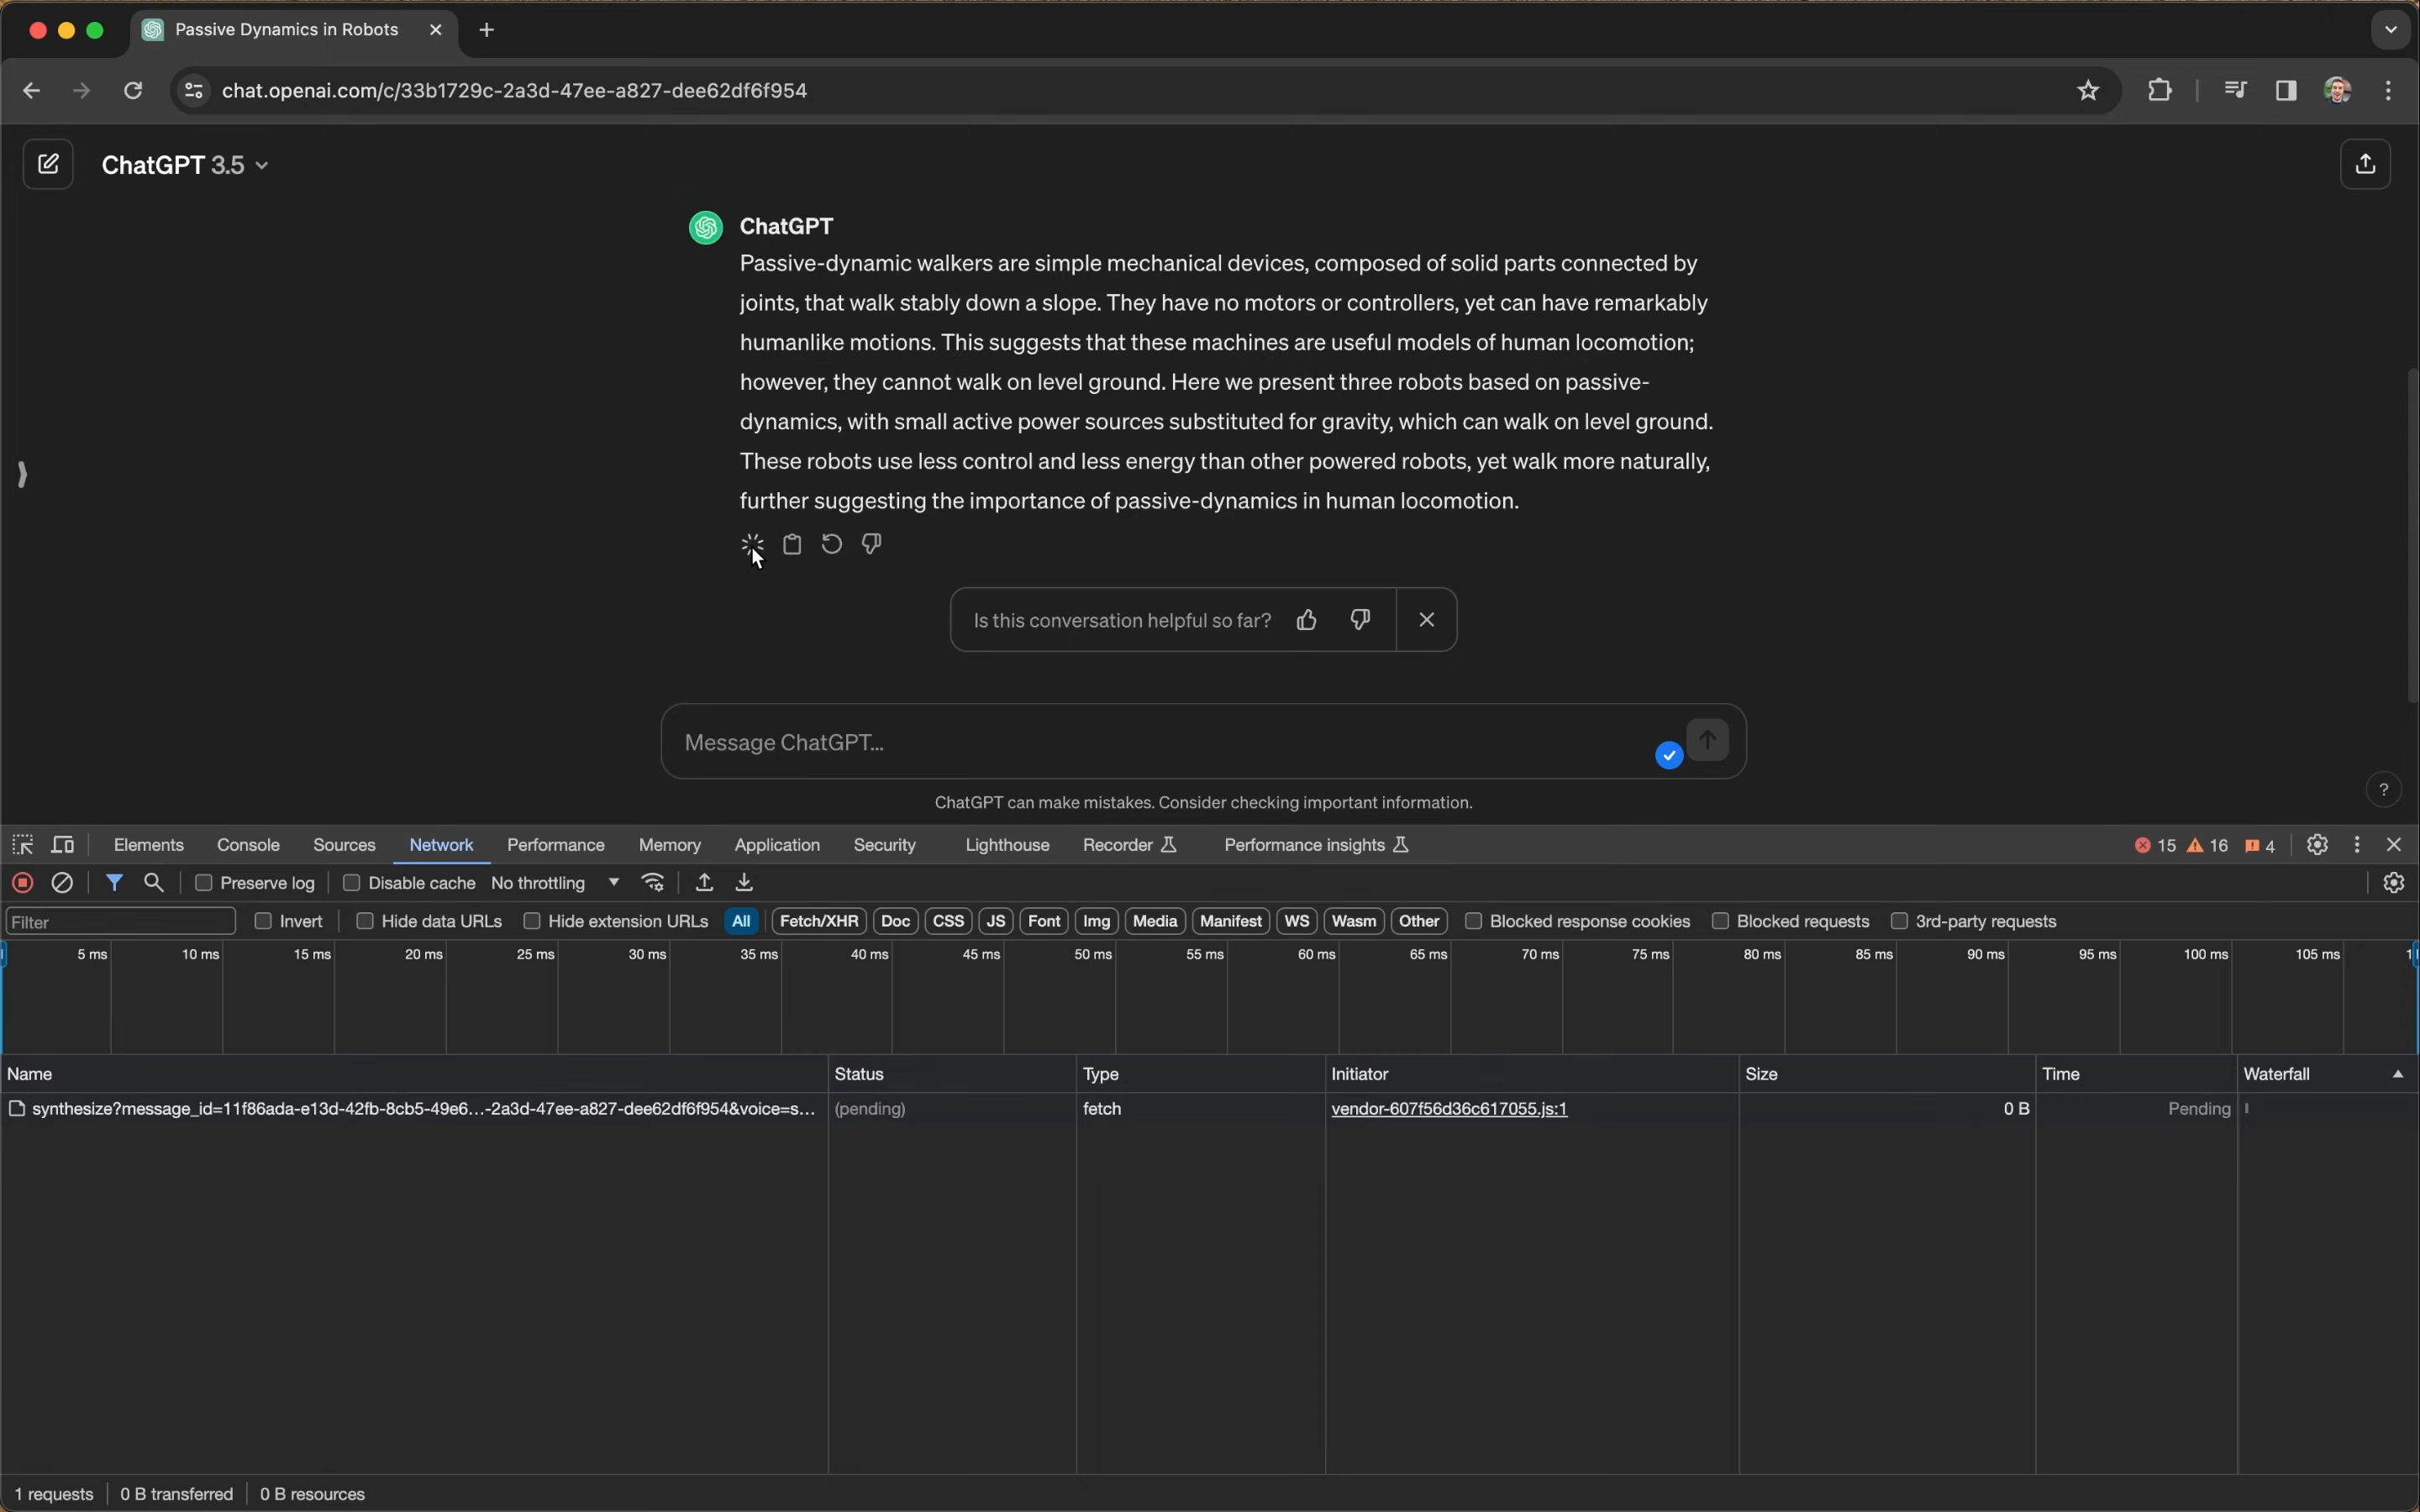 Passive Dynamics in Robots
chat.openai.com/c/33b1729c-2a3d-47ee-a827-dee62df6f954
ChatGPT 3.5
ChatGPT
Passive-dynamic walkers are simple mechanical devices, composed of solid parts connected by
joints, that walk stably down a slope. They have no motors or controllers, yet can have remarkably
humanlike motions. This suggests that these machines are useful models of human locomotion;
however, they cannot walk on level ground. Here we present three robots based on passive-
dynamics, with small active power sources substituted for gravity, which can walk on level ground.
These robots use less control and less energy than other powered robots, yet walk more naturally,
further suggesting the importance of passive-dynamics in human locomotion.
Is this conversation helpful so far?
Message ChatGPT...
ChatGPT can make mistakes. Consider checking important information.
?
Elements Console Sources Network Performance Memory Application Security Lighthouse Recorder Performance insights 15 16 4
Preserve log Disable cache No throttling
Filter Invert Hide data URLs Hide extension URLs All Fetch/XHR Doc CSS JS Font Img Media Manifest WS Wasm Other Blocked response cookies Blocked requests 3rd-party requests
5 ms 10 ms 15 ms 20 ms 25 ms 30 ms 35 ms 40 ms 45 ms 50 ms 55 ms 60 ms 65 ms 70 ms 75 ms 80 ms 85 ms 90 ms 95 ms 100 ms 105 ms
Name Status Type Initiator Size Time Waterfall
synthesize?message_id=11f86ada-e13d-42fb-8cb5-49e6...-2a3d-47ee-a827-dee62df6f954&voice=s... (pending) fetch vendor-607f56d36c617055.js:1 0 B Pending
1 requests 0 B transferred 0 B resources